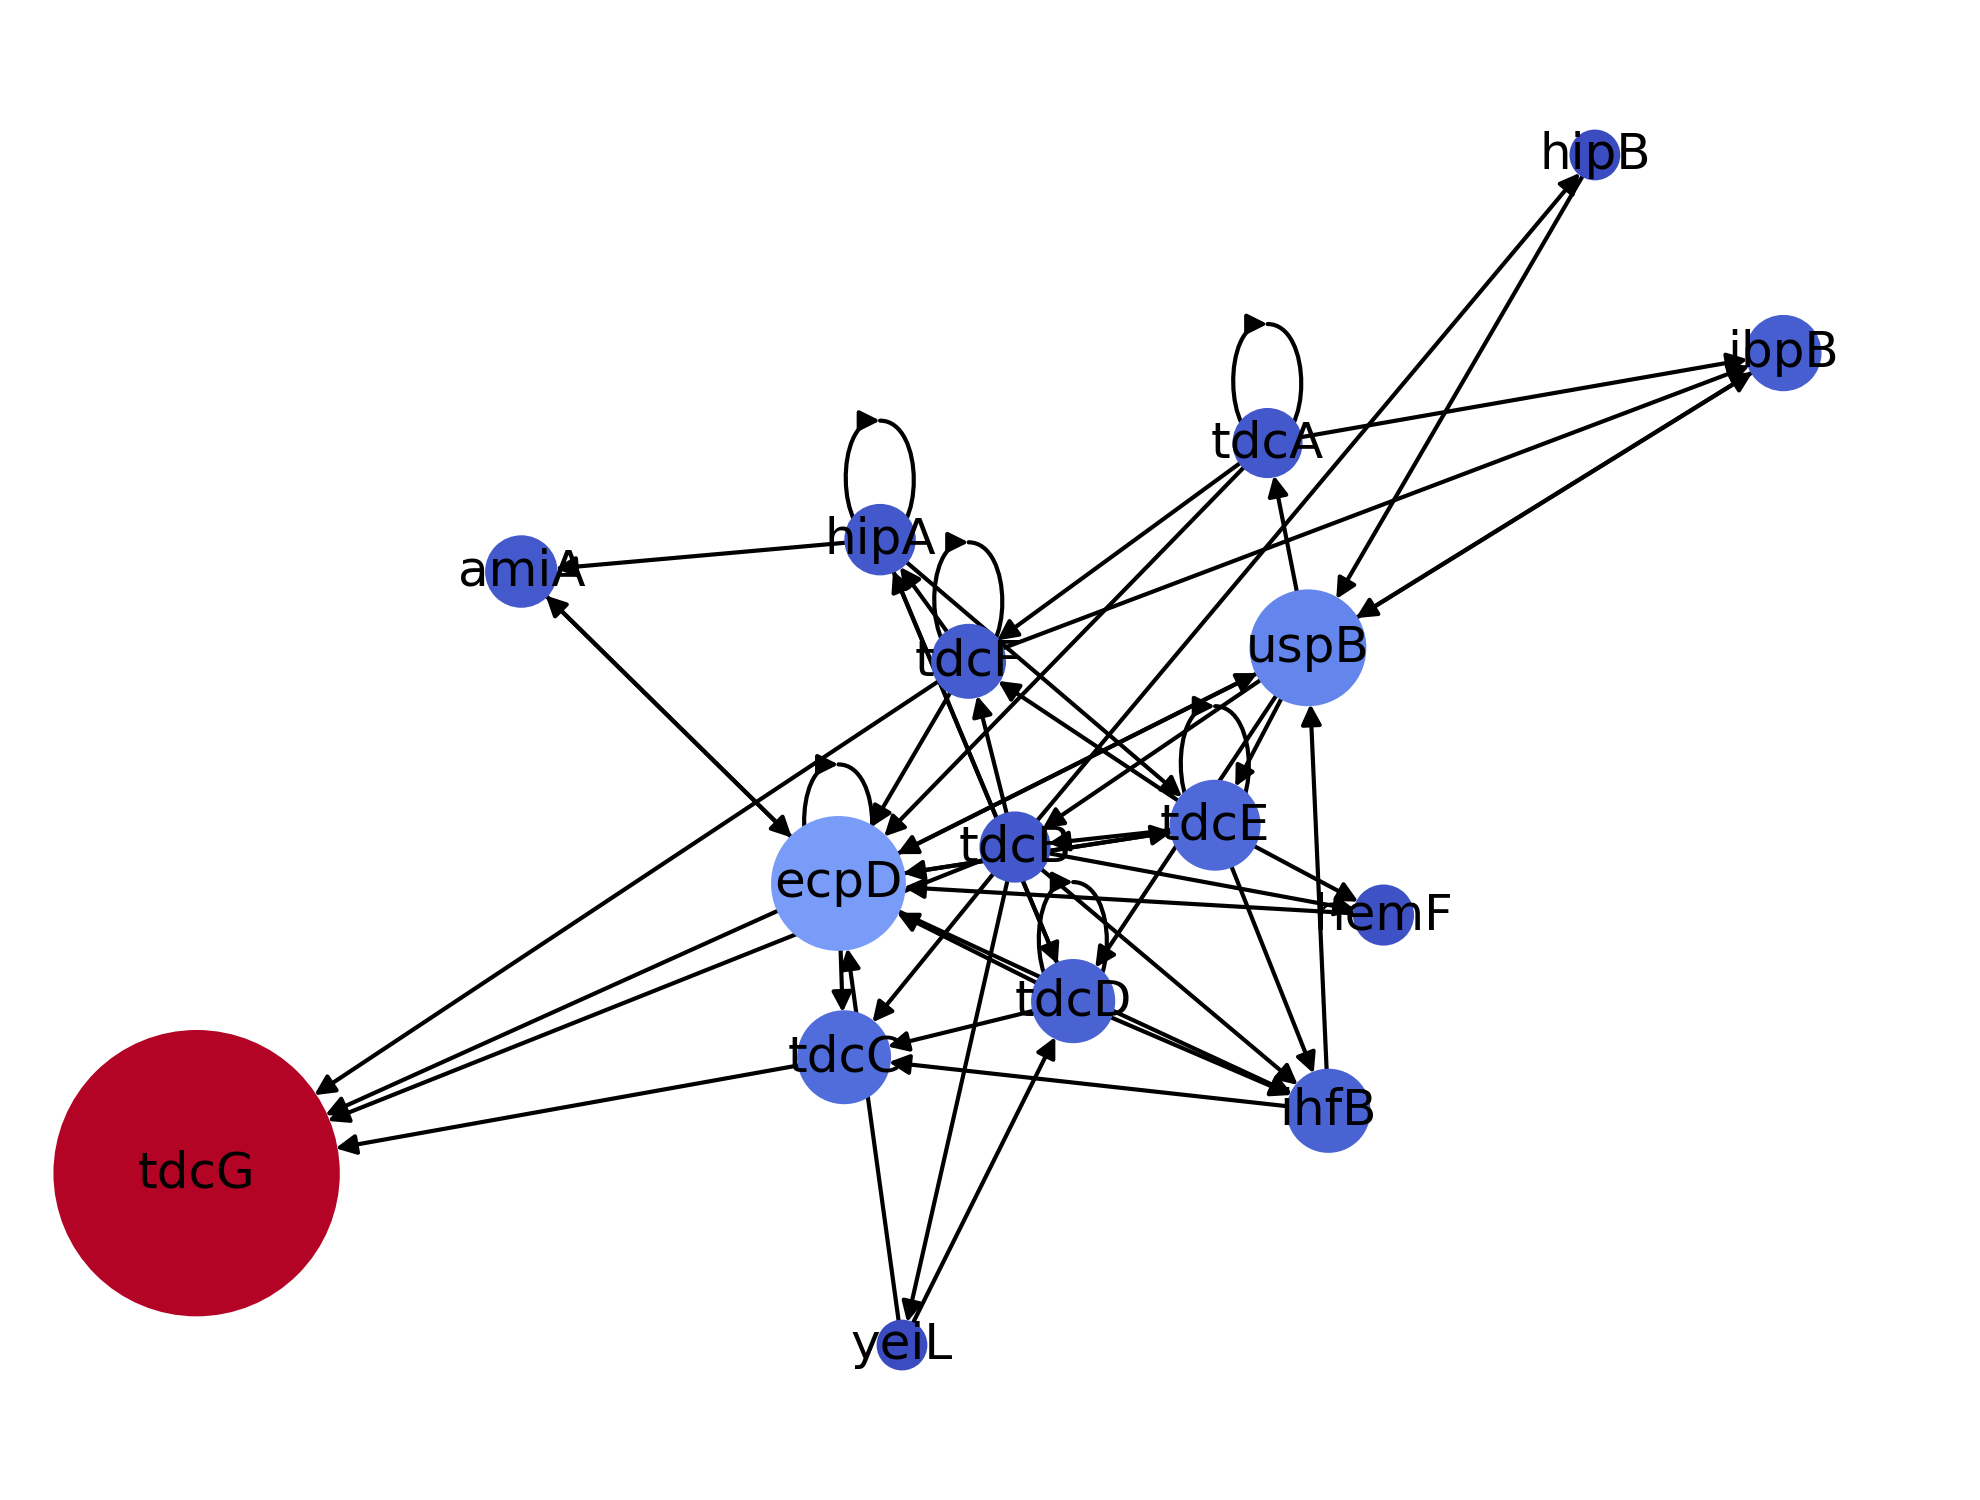 hipB
ibpB
tdcA
hipA
amiA
uspB
tdcF
tdcE
tdcB
ecpD
hemF
tdcD
tdcC
ihfB
tdcG
yeiL